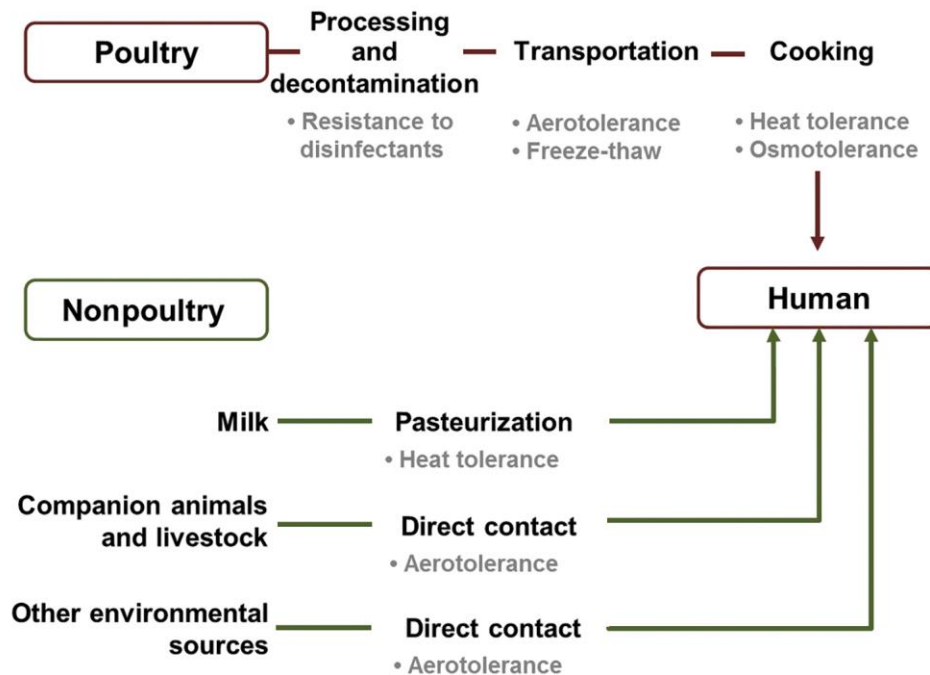 Poultry
Processing
and
decontamination
Transportation
Cooking
• Resistance to
disinfectants
• Aerotolerance
• Freeze-thaw
• Heat tolerance
• Osmotolerance
Nonpoultry
Human
Milk
Pasteurization
• Heat tolerance
Companion animals
and livestock
Direct contact
• Aerotolerance
Other environmental
sources
Direct contact
• Aerotolerance